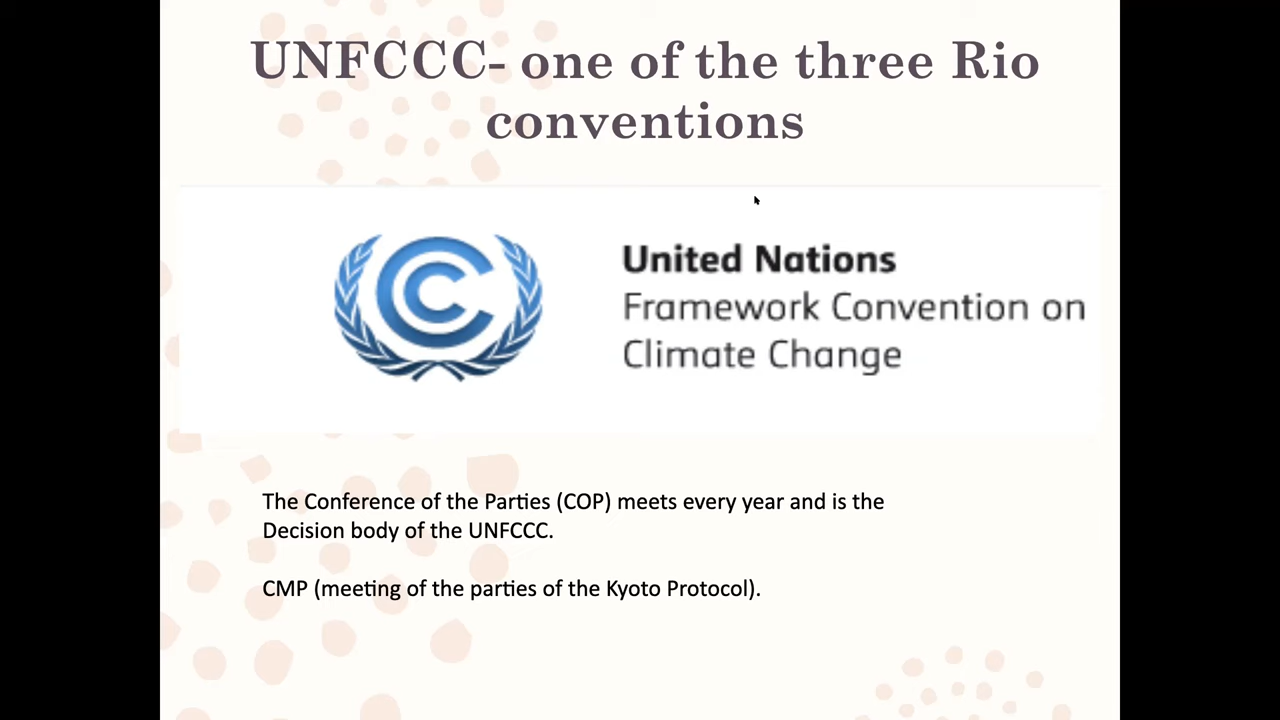 UNFCCC- one of the three Rio
conventions
United Nations
Framework Convention on
Climate Change
The Conference of the Parties (COP) meets every year and is the
Decision body of the UNFCCC.
CMP (meeting of the parties of the Kyoto Protocol).